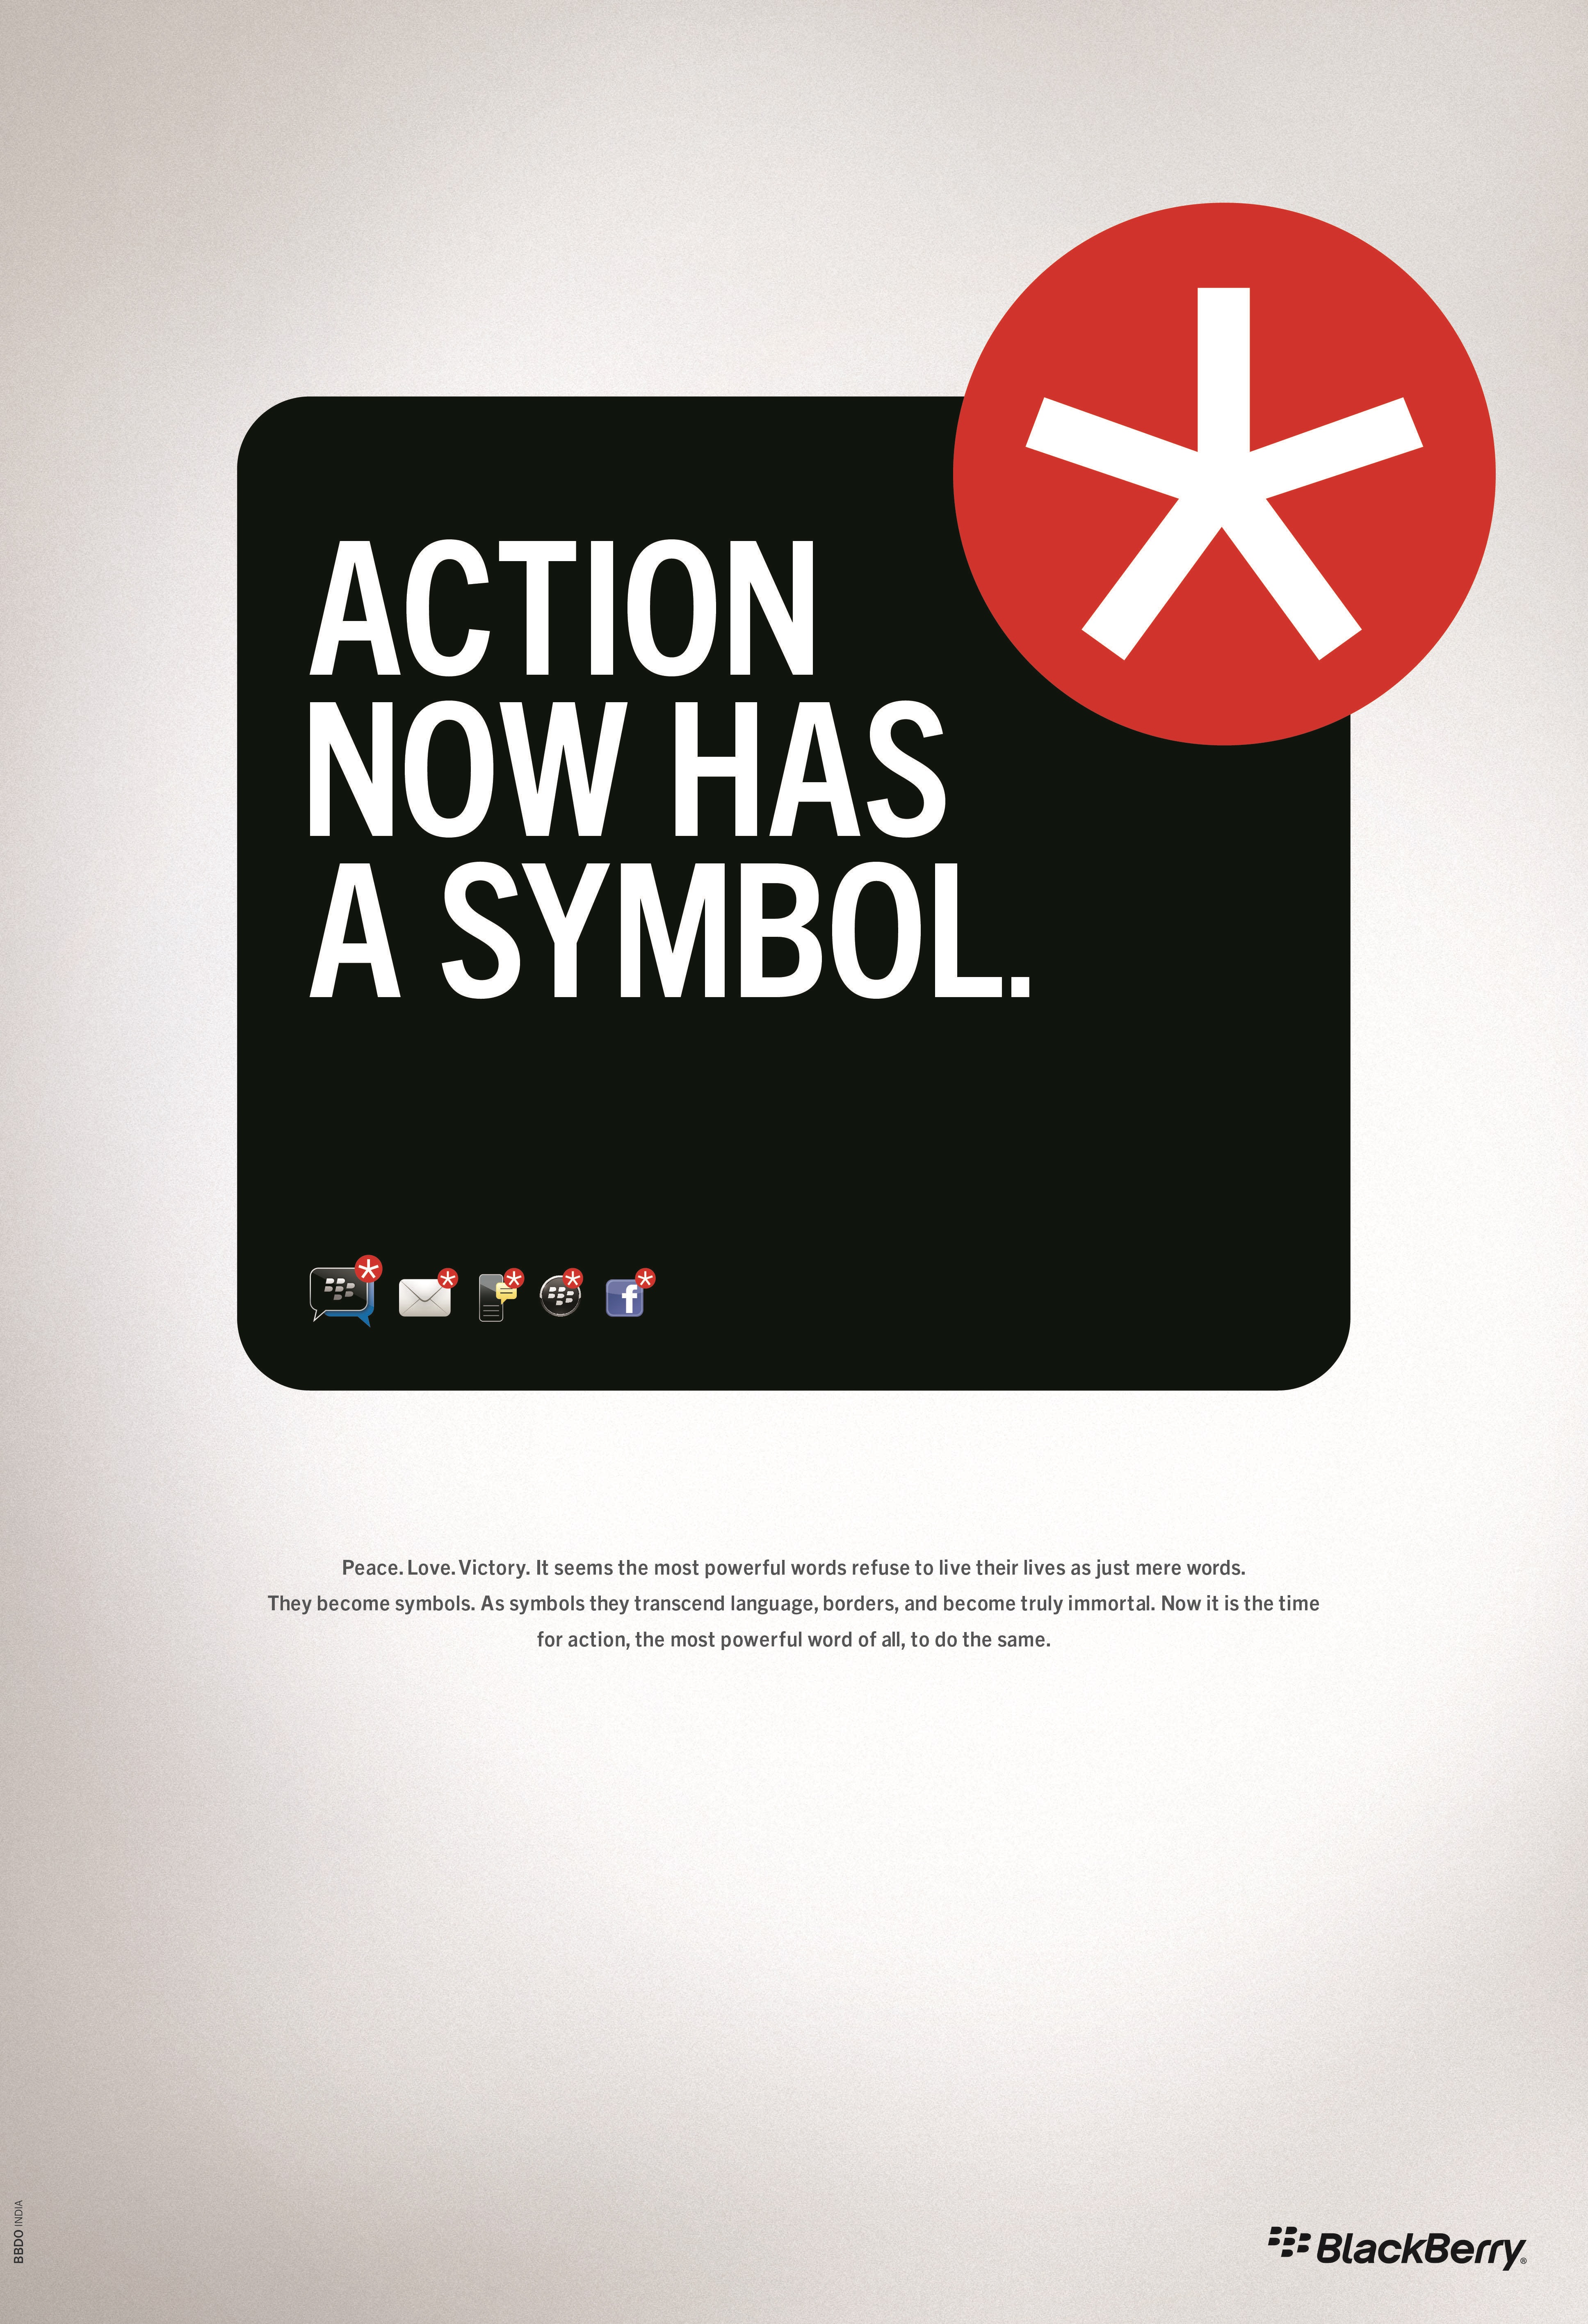 ACTION
NOW HAS
A SYMBOL.
f
Peace. Love. Victory. It seems the most powerful words refuse to live their lives as just mere words.
They become symbols. As symbols they transcend language, borders, and become truly immortal. Now it is the time
for action, the most powerful word of all, to do the same.
BBDO INDIA
BlackBerry®